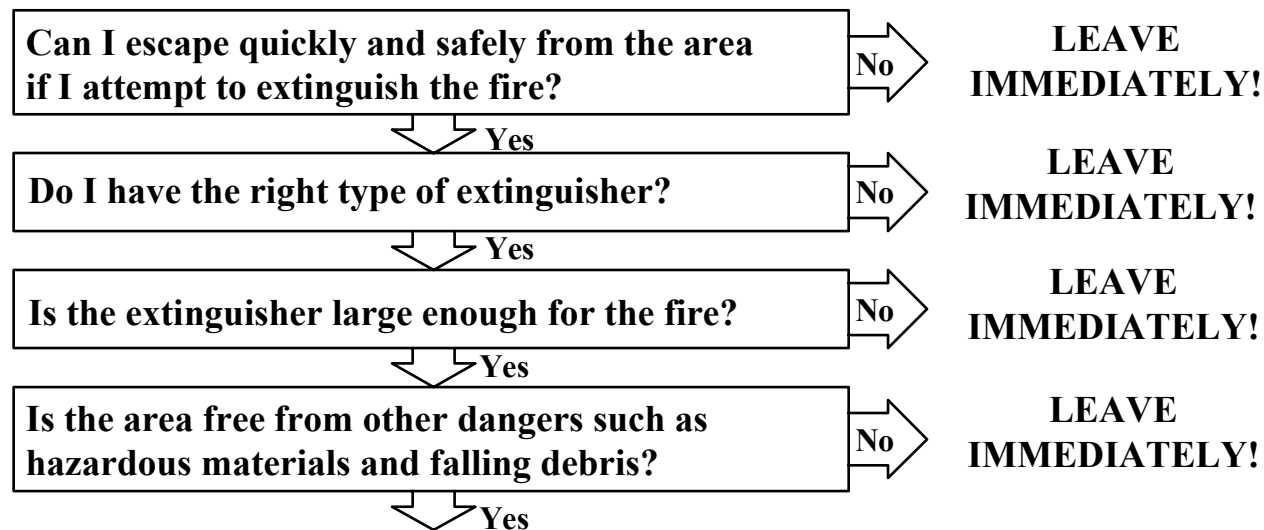 Can I escape quickly and safely from the area
if I attempt to extinguish the fire?
No
LEAVE
IMMEDIATELY!
Yes
Do I have the right type of extinguisher?
No
LEAVE
IMMEDIATELY!
Yes
Is the extinguisher large enough for the fire?
No
LEAVE
IMMEDIATELY!
Yes
Is the area free from other dangers such as
hazardous materials and falling debris?
No
LEAVE
IMMEDIATELY!
Yes